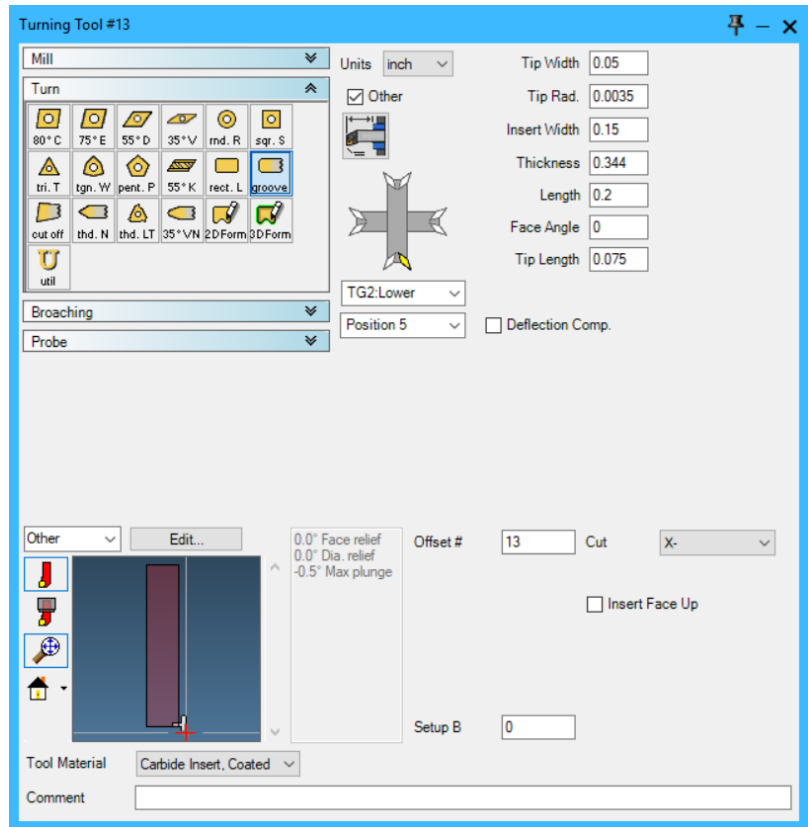 Turning Tool #13
Mill
Turn
80° C
75° E
55° D
35° V
rnd. R
sqr. S
tri. T
tgn. W
pent. P
55° K
rect. L
groove
cut off
thd. N
thd. LT
35° VN
2DForm
3DForm
util
Broaching
Probe
Units inch
Other
TG2:Lower
Position 5
Tip Width 0.05
Tip Rad. 0.0035
Insert Width 0.15
Thickness 0.344
Length 0.2
Face Angle 0
Tip Length 0.075
Deflection Comp.
Other
Edit...
0.0° Face relief
0.0° Dia. relief
-0.5° Max plunge
Offset # 13
Cut X-
Insert Face Up
Setup B 0
Tool Material Carbide Insert, Coated
Comment